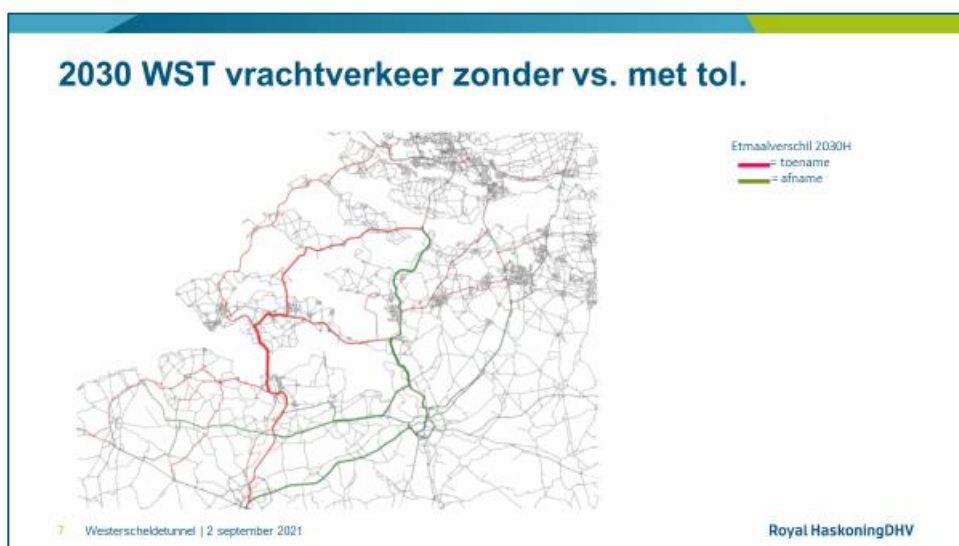 2030 WST vrachtverkeer zonder vs. met tol.
Etmaalverschil 2030H
= toename
= afname
7 Westerscheldetunnel | 2 september 2021
Royal HaskoningDHV